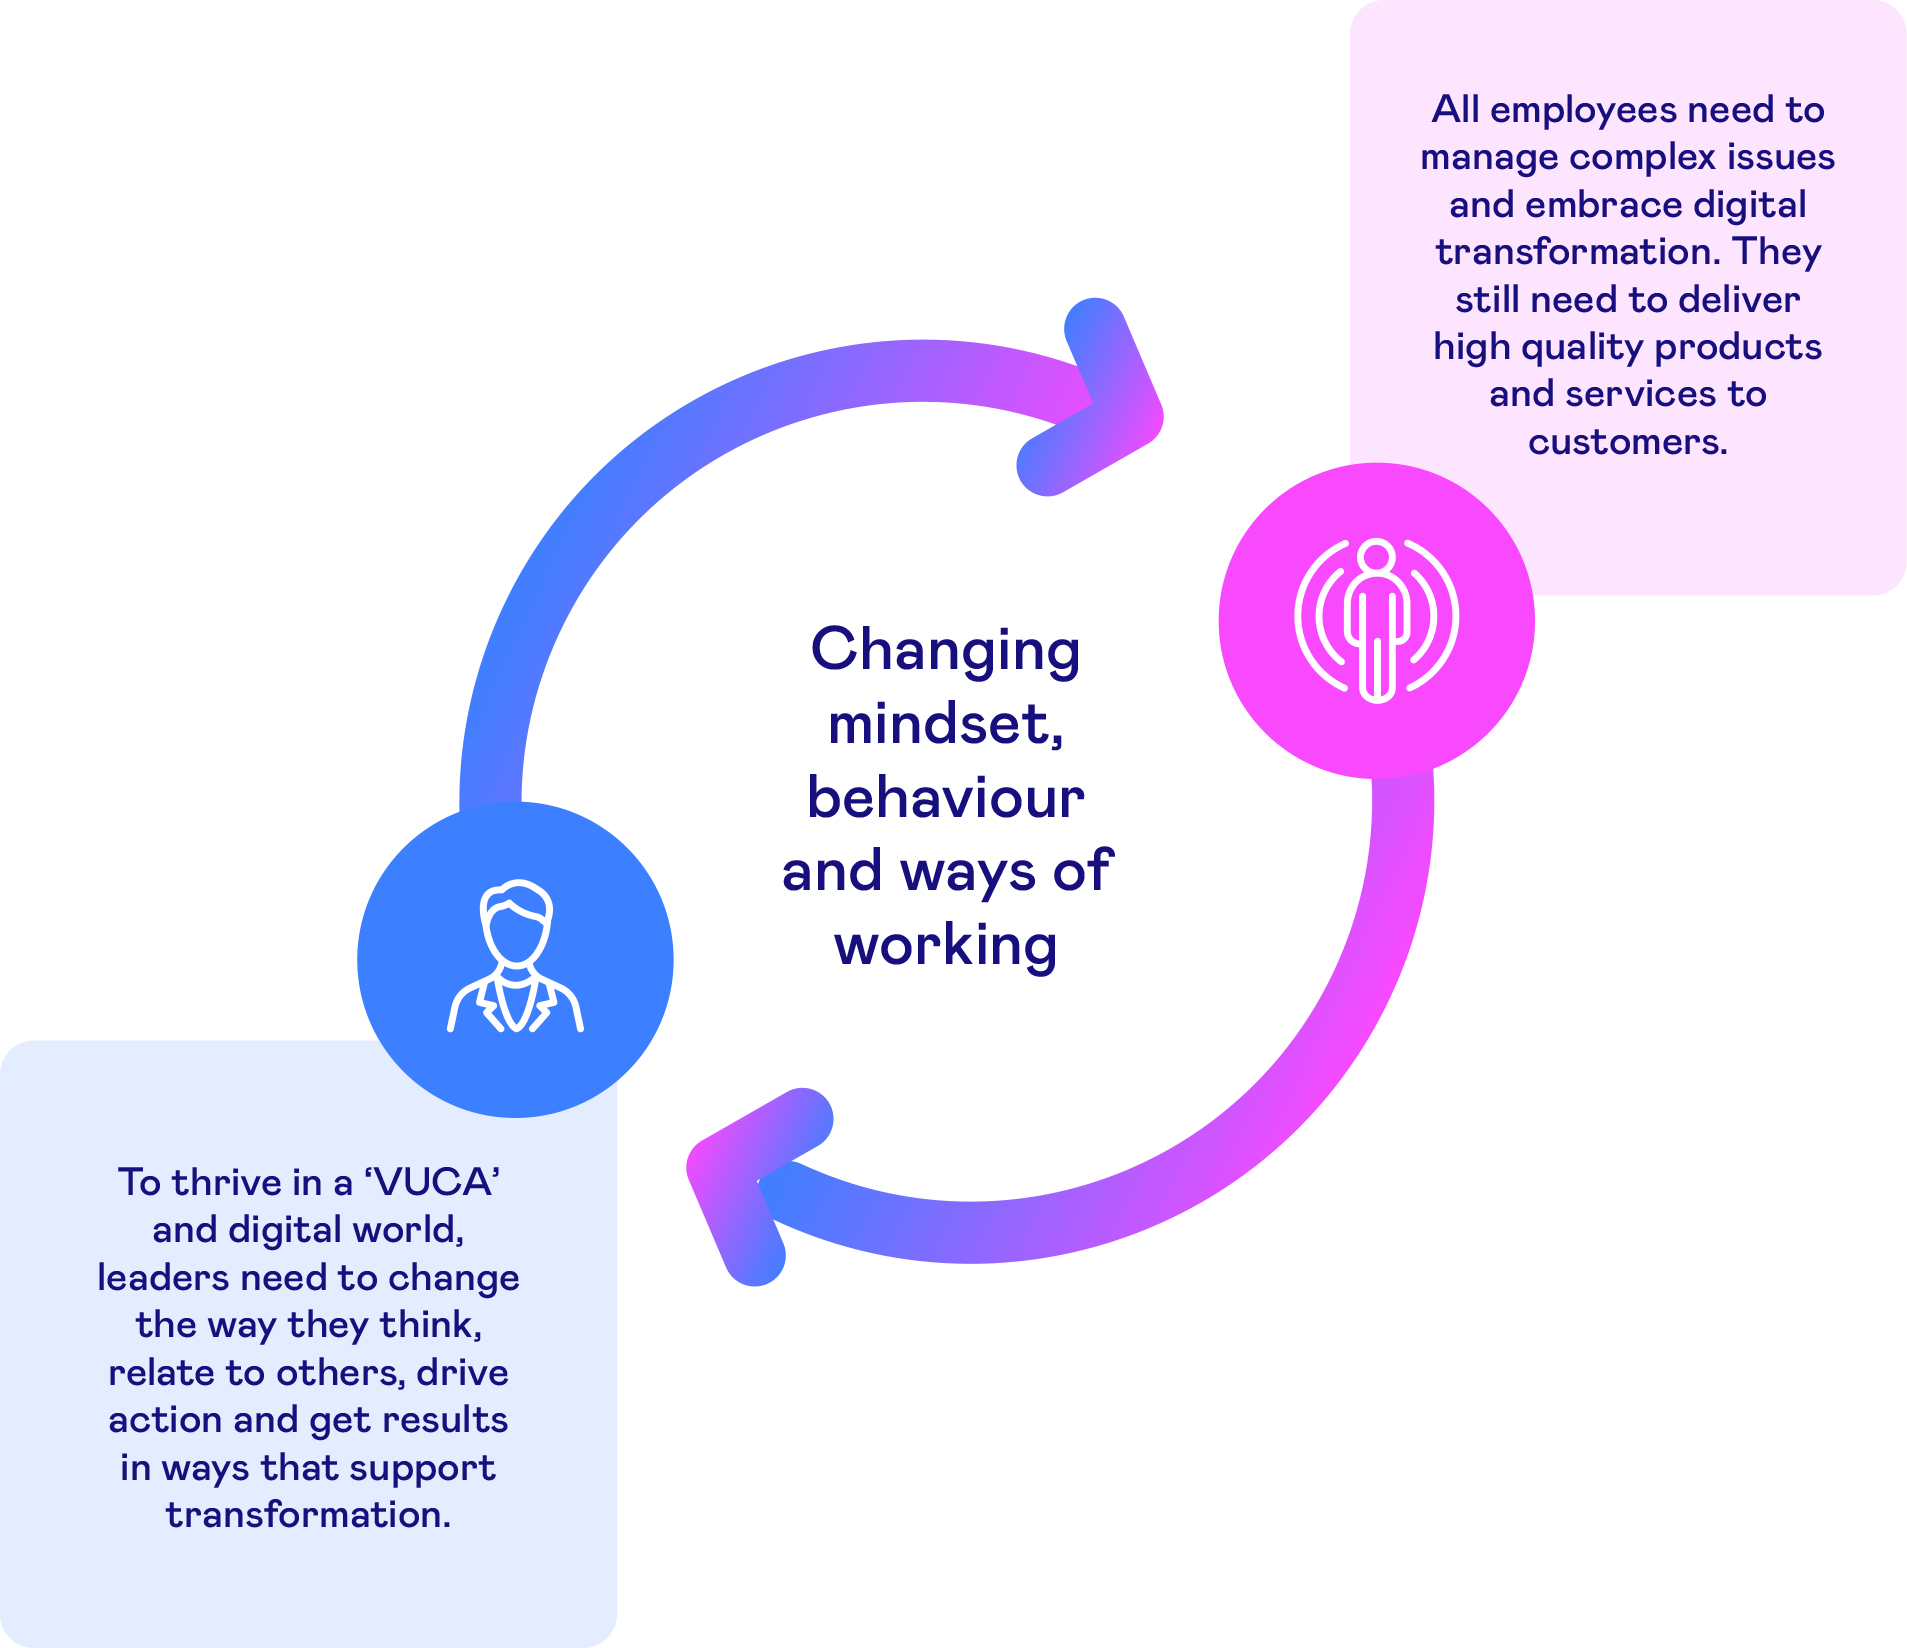 All employees need to
manage complex issues
and embrace digital
transformation. They
still need to deliver
high quality products
and services to
customers.
Changing
mindset,
behaviour
and ways of
working
To thrive in a ‘VUCA’
and digital world,
leaders need to change
the way they think,
relate to others, drive
action and get results
in ways that support
transformation.